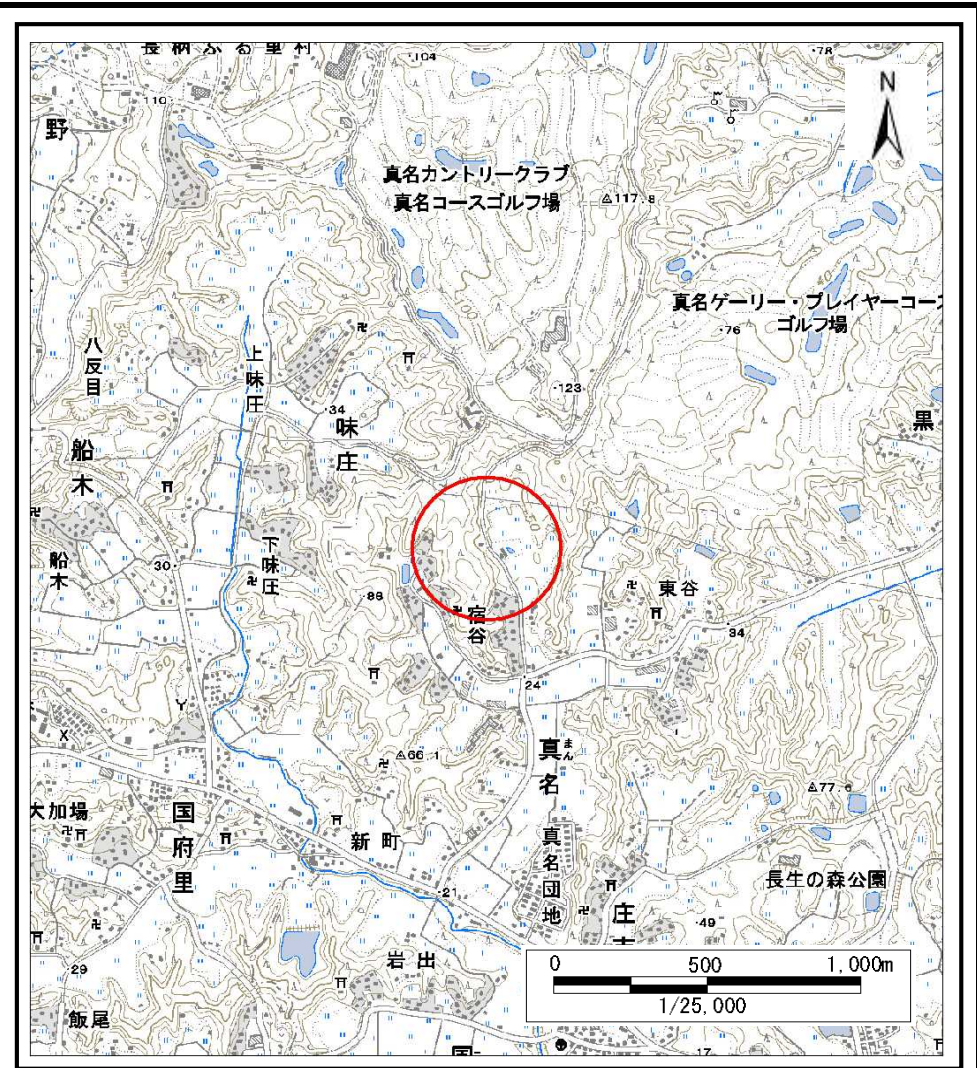 長柄ふる里村
104
78
N
110
野
真名カントリークラブ
真名コースゴルフ場
117.8
真名ゲーリー・プレイヤーコース
ゴルフ場
76
八反目
上味庄
123
34
味庄
黒
船木
船木
下味庄
30
88
宿谷
東谷
34
24
66.1
真名
まんな
77.6
大加場
国府里
新町
真名団地
長生の森公園
21
庄吉
49
岩出
29
飯尾
0 500 1,000m
1/25,000
17